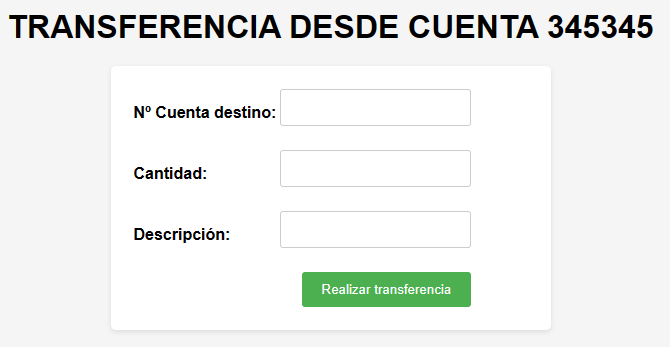 TRANSFERENCIA DESDE CUENTA 345345
Nº Cuenta destino:
Cantidad:
Descripción:
Realizar transferencia